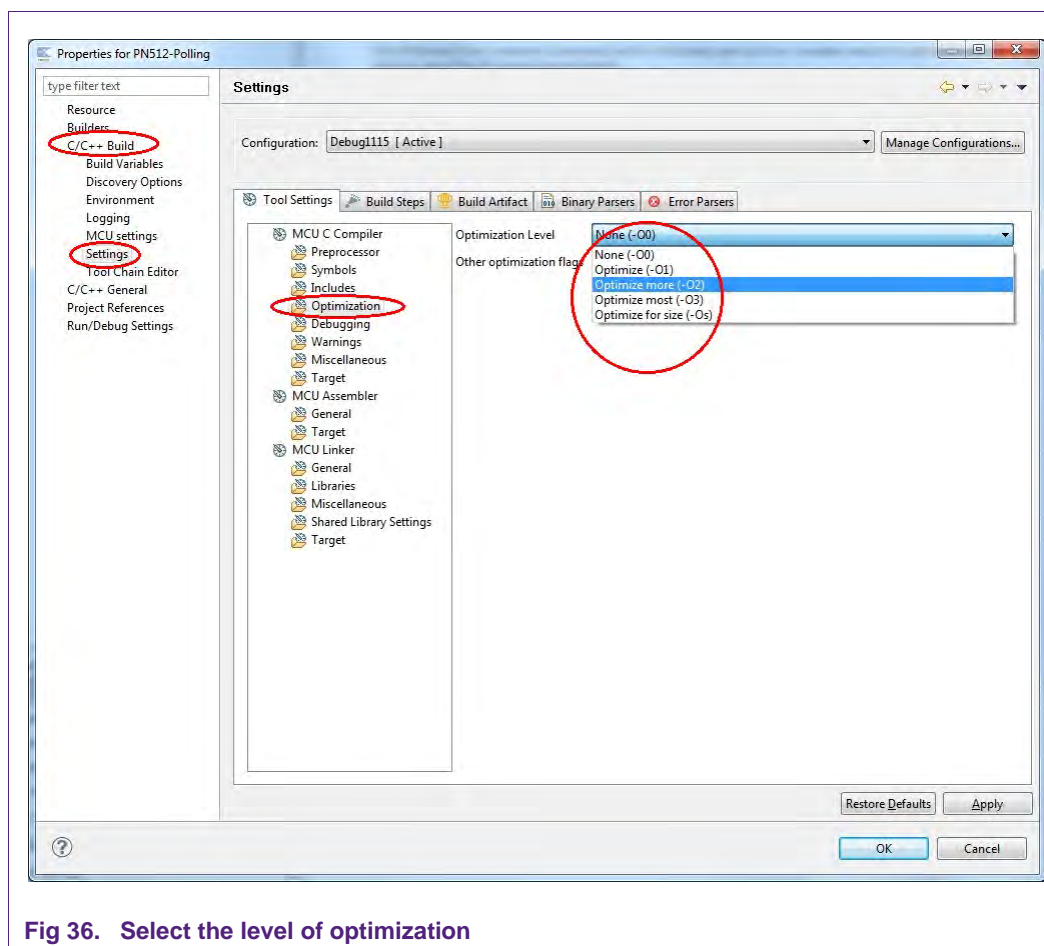 Properties for PN512-Polling
type filter text
Resource
Builders
C/C++ Build
Build Variables
Discovery Options
Environment
Logging
MCU settings
Settings
Tool Chain Editor
C/C++ General
Project References
Run/Debug Settings
Settings
Configuration: Debug1115 [ Active ]
Manage Configurations...
Tool Settings Build Steps Build Artifact Binary Parsers Error Parsers
MCU C Compiler
Preprocessor
Symbols
Includes
Optimization
Debugging
Warnings
Miscellaneous
Target
MCU Assembler
General
Target
MCU Linker
General
Libraries
Miscellaneous
Shared Library Settings
Target
Optimization Level None (-O0)
Other optimization flags
None (-O0)
Optimize (-O1)
Optimize more (-O2)
Optimize most (-O3)
Optimize for size (-Os)
Restore Defaults Apply
OK Cancel
Fig 36. Select the level of optimization